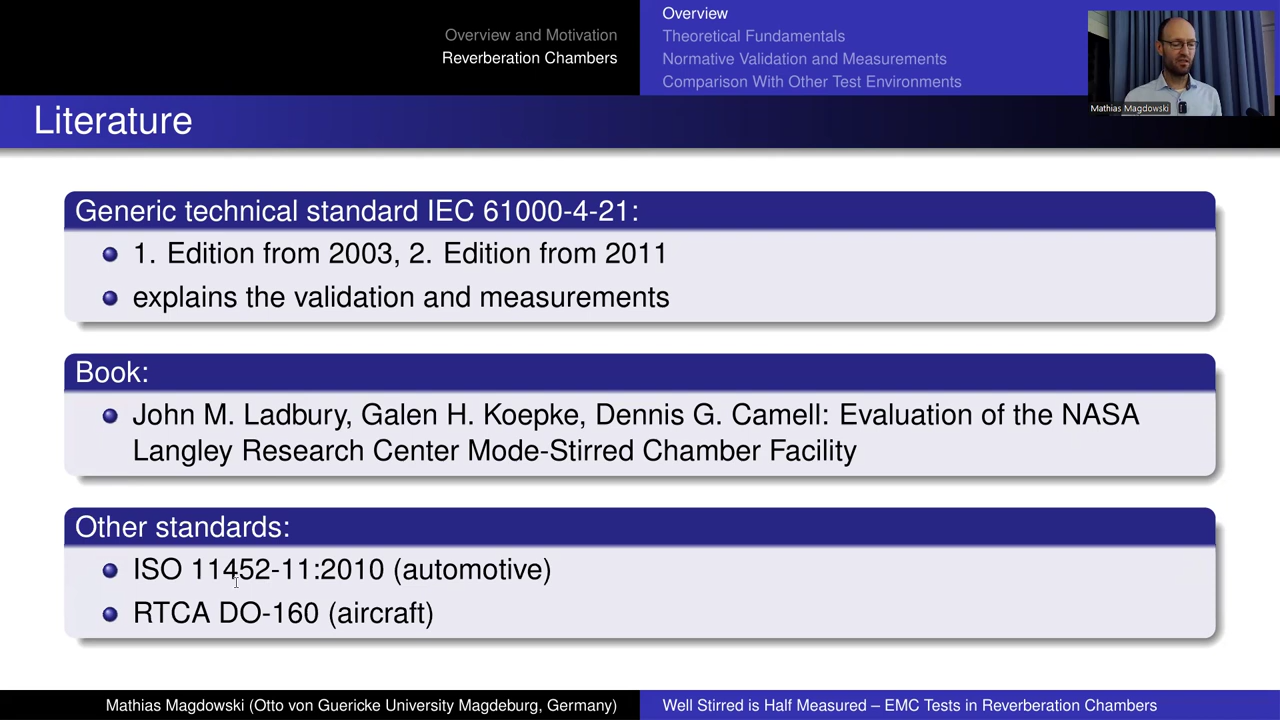 Overview and Motivation
Reverberation Chambers
Overview
Theoretical Fundamentals
Normative Validation and Measurements
Comparison With Other Test Environments
Mathias Magdowski
Literature
Generic technical standard IEC 61000-4-21:
1. Edition from 2003, 2. Edition from 2011
explains the validation and measurements
Book:
John M. Ladbury, Galen H. Koepke, Dennis G. Camell: Evaluation of the NASA
Langley Research Center Mode-Stirred Chamber Facility
Other standards:
ISO 11452-11:2010 (automotive)
RTCA DO-160 (aircraft)
Mathias Magdowski (Otto von Guericke University Magdeburg, Germany)
Well Stirred is Half Measured – EMC Tests in Reverberation Chambers